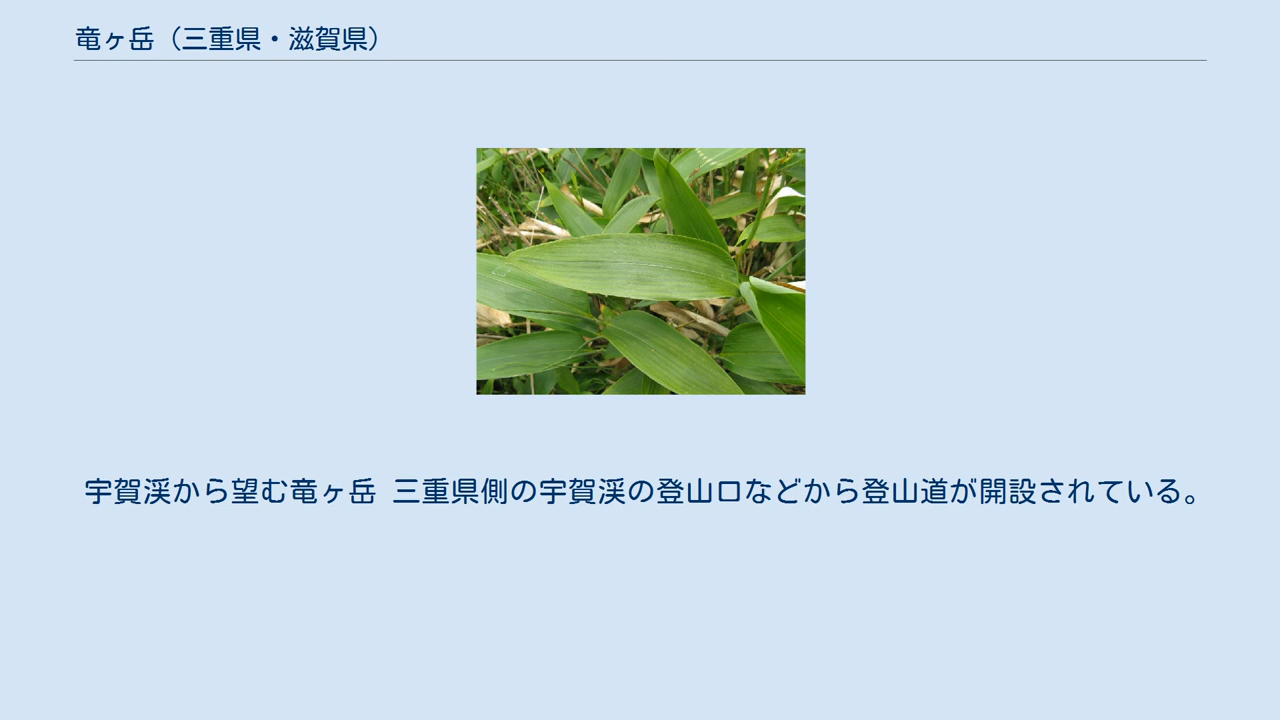 竜ヶ岳（三重県・滋賀県）
宇賀渓から望む竜ヶ岳 三重県側の宇賀渓の登山口などから登山道が開設されている。